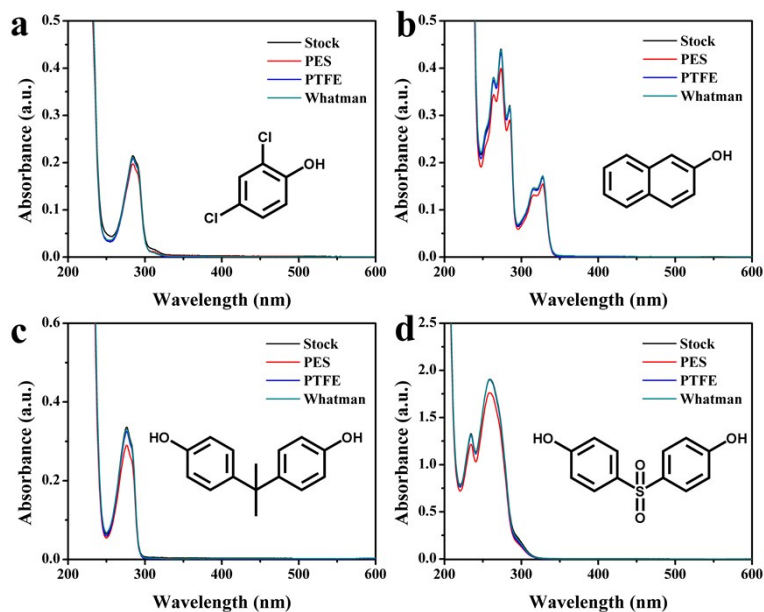 a
0.5
0.4
0.3
0.2
0.1
0.0
Absorbance (a.u.)
Stock
PES
PTFE
Whatman
Cl
OH
Cl
200 300 400 500 600
Wavelength (nm)
b
0.5
0.4
0.3
0.2
0.1
0.0
Absorbance (a.u.)
Stock
PES
PTFE
Whatman
OH
200 300 400 500 600
Wavelength (nm)
c
0.6
0.4
0.2
0.0
Absorbance (a.u.)
Stock
PES
PTFE
Whatman
HO OH
200 300 400 500 600
Wavelength (nm)
d
2.5
2.0
1.5
1.0
0.5
0.0
Absorbance (a.u.)
Stock
PES
PTFE
Whatman
HO OH
O
S
O
200 300 400 500 600
Wavelength (nm)